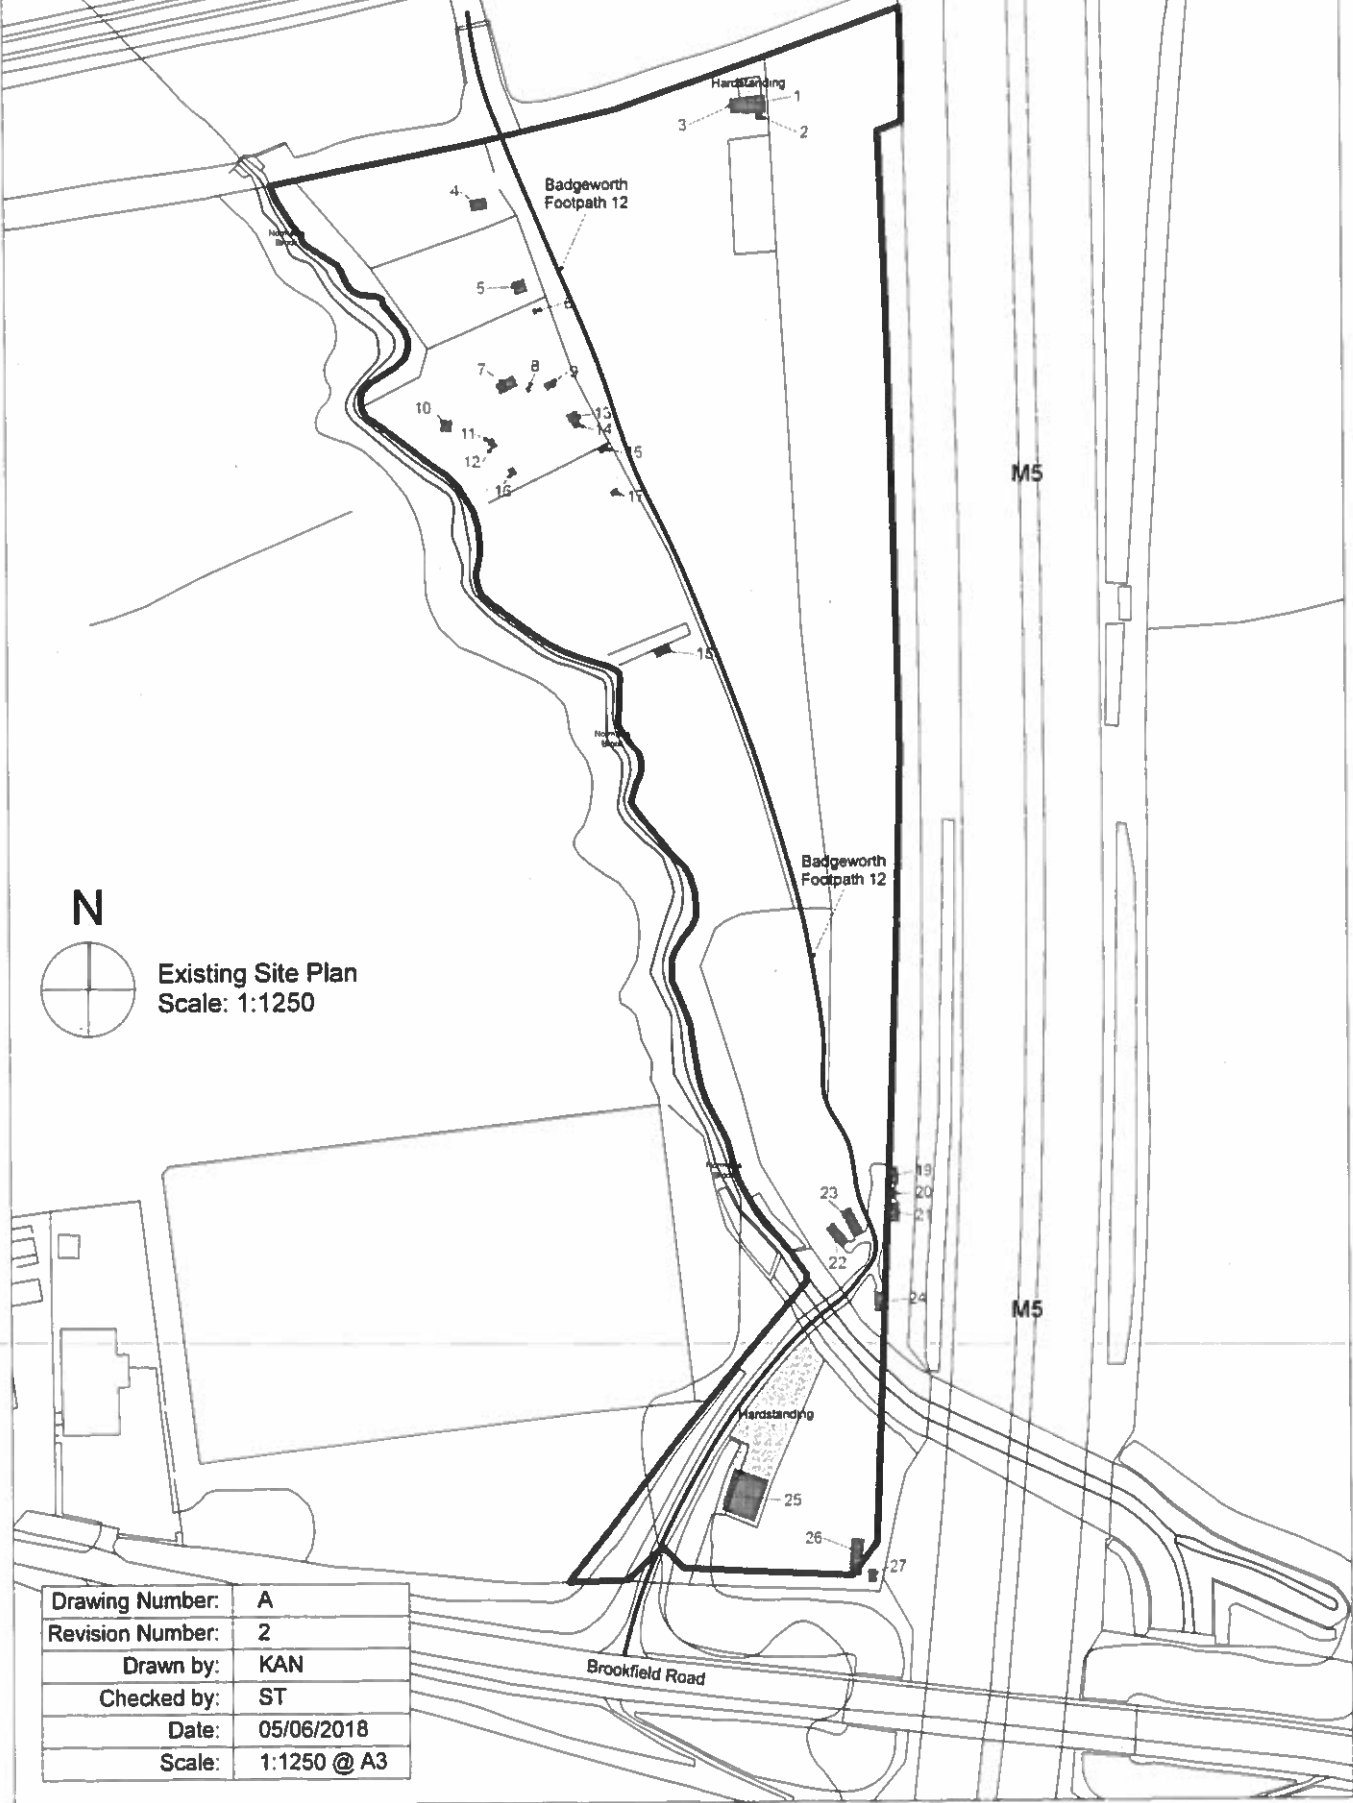 Hardstanding
1
3
2
4
Badgeworth
Footpath 12
5
6
7
8
9
10
13
14
11
12
15
16
17
M5
15
Badgeworth
Footpath 12
N
Existing Site Plan
Scale: 1:1250
19
20
21
23
22
24
M5
Hardstanding
25
26
27
Brookfield Road
Drawing Number: A
Revision Number: 2
Drawn by: KAN
Checked by: ST
Date: 05/06/2018
Scale: 1:1250 @ A3